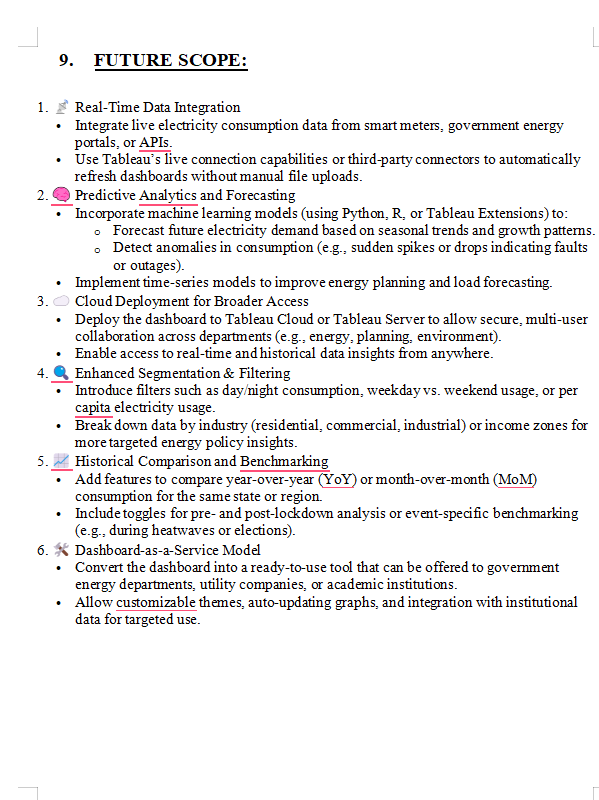 9. FUTURE SCOPE:
1. 📡 Real-Time Data Integration
• Integrate live electricity consumption data from smart meters, government energy
portals, or APIs.
• Use Tableau's live connection capabilities or third-party connectors to automatically
refresh dashboards without manual file uploads.
2. 🧠 Predictive Analytics and Forecasting
• Incorporate machine learning models (using Python, R, or Tableau Extensions) to:
o Forecast future electricity demand based on seasonal trends and growth patterns.
o Detect anomalies in consumption (e.g., sudden spikes or drops indicating faults
or outages).
• Implement time-series models to improve energy planning and load forecasting.
3. ☁️ Cloud Deployment for Broader Access
• Deploy the dashboard to Tableau Cloud or Tableau Server to allow secure, multi-user
collaboration across departments (e.g., energy, planning, environment).
• Enable access to real-time and historical data insights from anywhere.
4. 🔍 Enhanced Segmentation & Filtering
• Introduce filters such as day/night consumption, weekday vs. weekend usage, or per
capita electricity usage.
• Break down data by industry (residential, commercial, industrial) or income zones for
more targeted energy policy insights.
5. 📈 Historical Comparison and Benchmarking
• Add features to compare year-over-year (YoY) or month-over-month (MoM)
consumption for the same state or region.
• Include toggles for pre- and post-lockdown analysis or event-specific benchmarking
(e.g., during heatwaves or elections).
6. 🛠️ Dashboard-as-a-Service Model
• Convert the dashboard into a ready-to-use tool that can be offered to government
energy departments, utility companies, or academic institutions.
• Allow customizable themes, auto-updating graphs, and integration with institutional
data for targeted use.